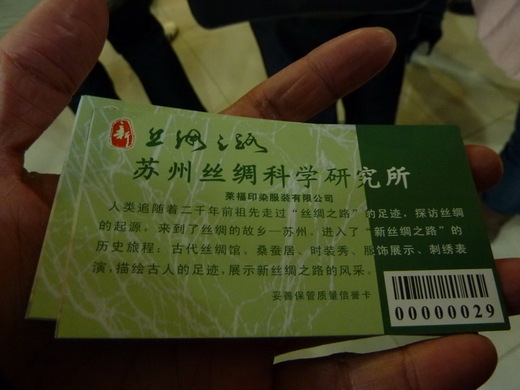 新 丝绸之路
苏州丝绸科学研究所
莱福印染服装有限公司
人类追随着二千年前祖先走过“丝绸之路”的足迹，探访丝绸
的起源，来到了丝绸的故乡—苏州。进入了“新丝绸之路”的
历史旅程：古代丝绸馆、桑蚕居、时装秀、服饰展示、刺绣表
演，描绘古人的足迹，展示新丝绸之路的风采。
妥善保管质量信誉卡
00000029